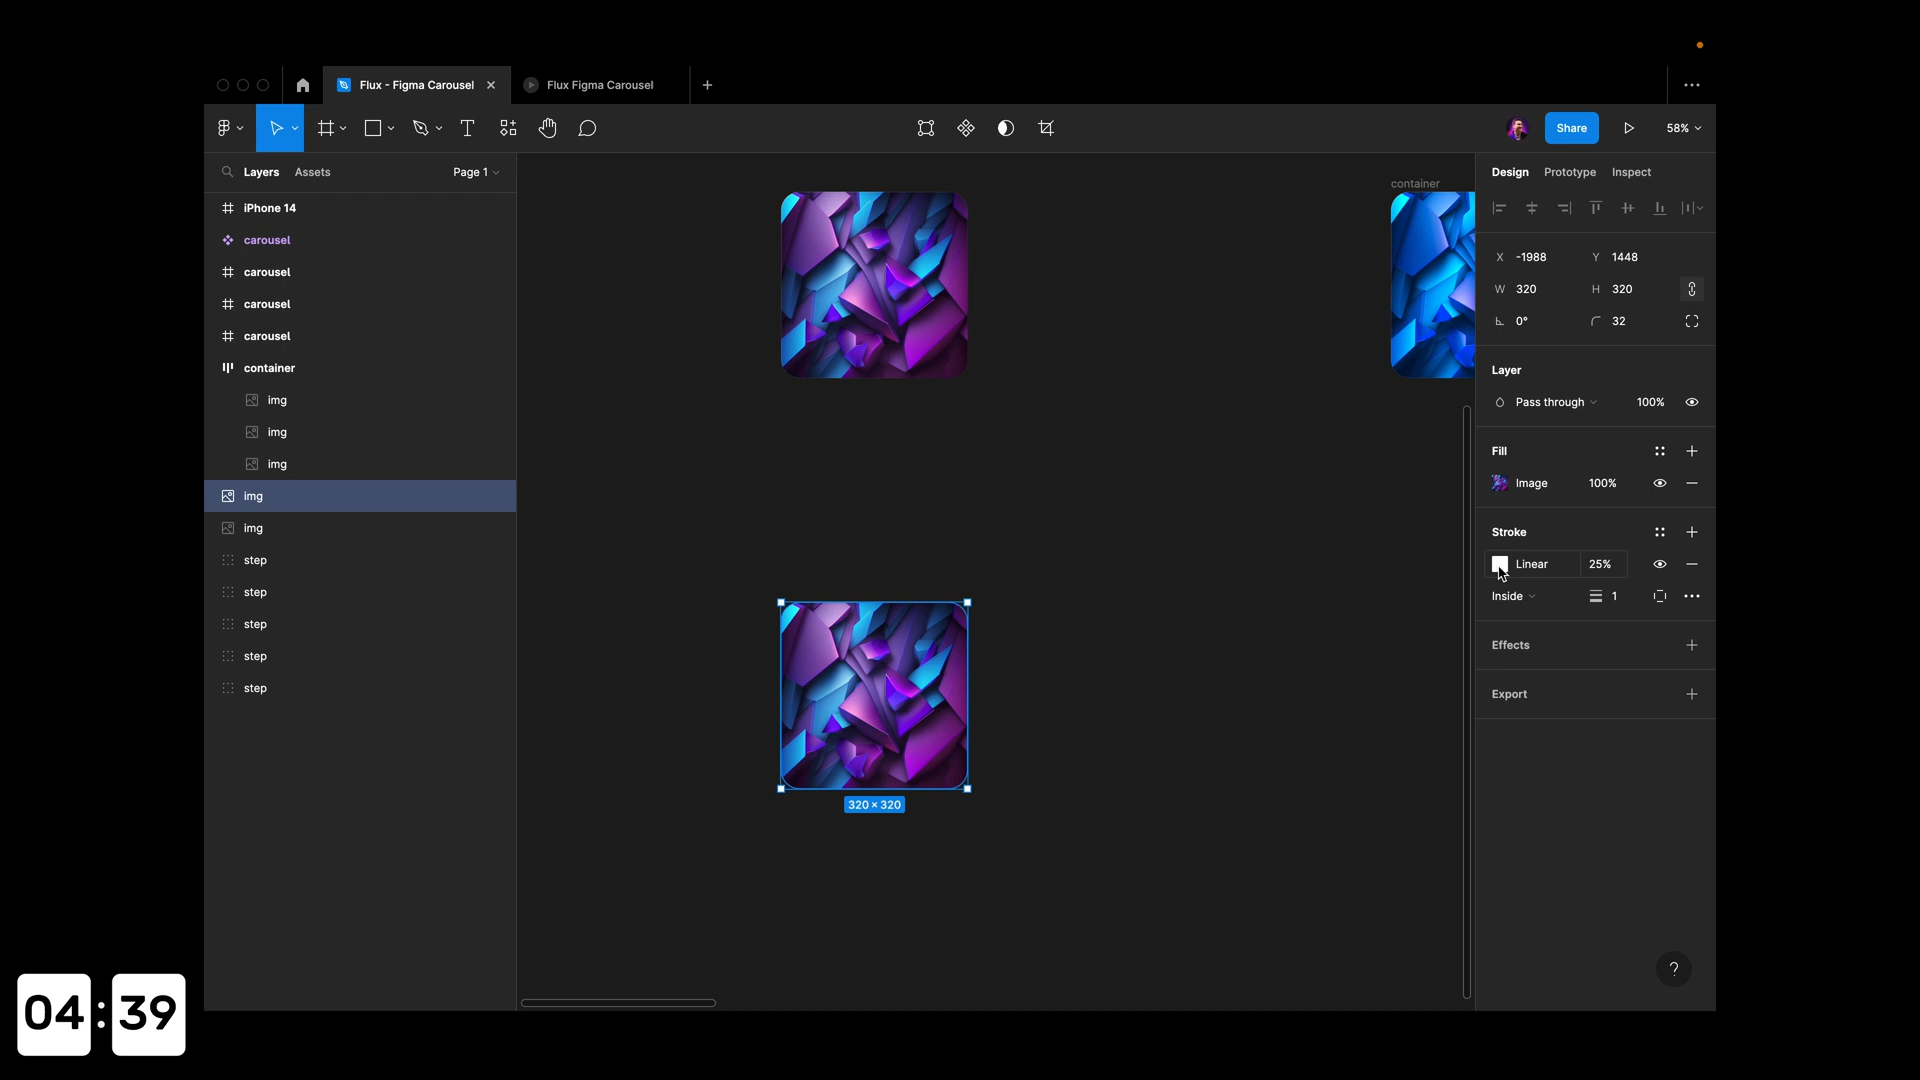 Flux - Figma Carousel
Flux Figma Carousel
Share
58%
Layers
Assets
Page 1
iPhone 14
carousel
carousel
carousel
carousel
container
img
img
img
img
img
step
step
step
step
step
container
320 × 320
Design
Prototype
Inspect
X -1988
Y 1448
W 320
H 320
0°
32
Layer
Pass through
100%
Fill
Image
100%
Stroke
Linear
25%
Inside
1
Effects
Export
?
04:39